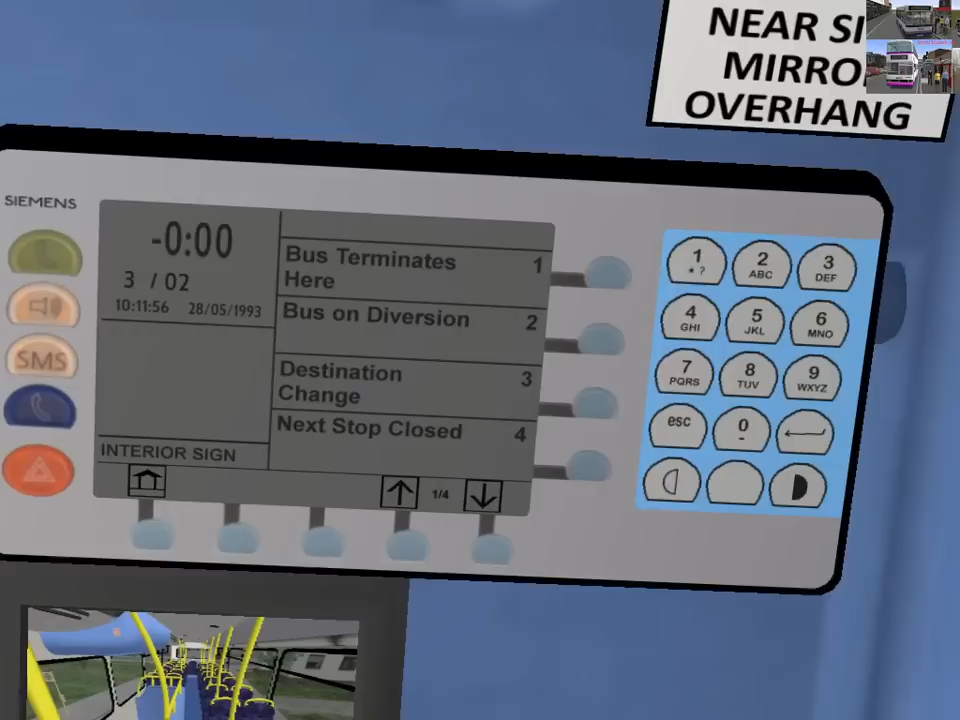 NEAR SI
MIRRO
OVERHANG
SIEMENS
-0:00
3 / 02
10:11:56 28/05/1993
INTERIOR SIGN
Bus Terminates 1
Here
Bus on Diversion 2
Destination 3
Change
Next Stop Closed 4
1/4
SMS
1 2 3
* ? ABC DEF
4 5 6
GHI JKL MNO
7 8 9
PQRS TUV WXYZ
esc 0
-